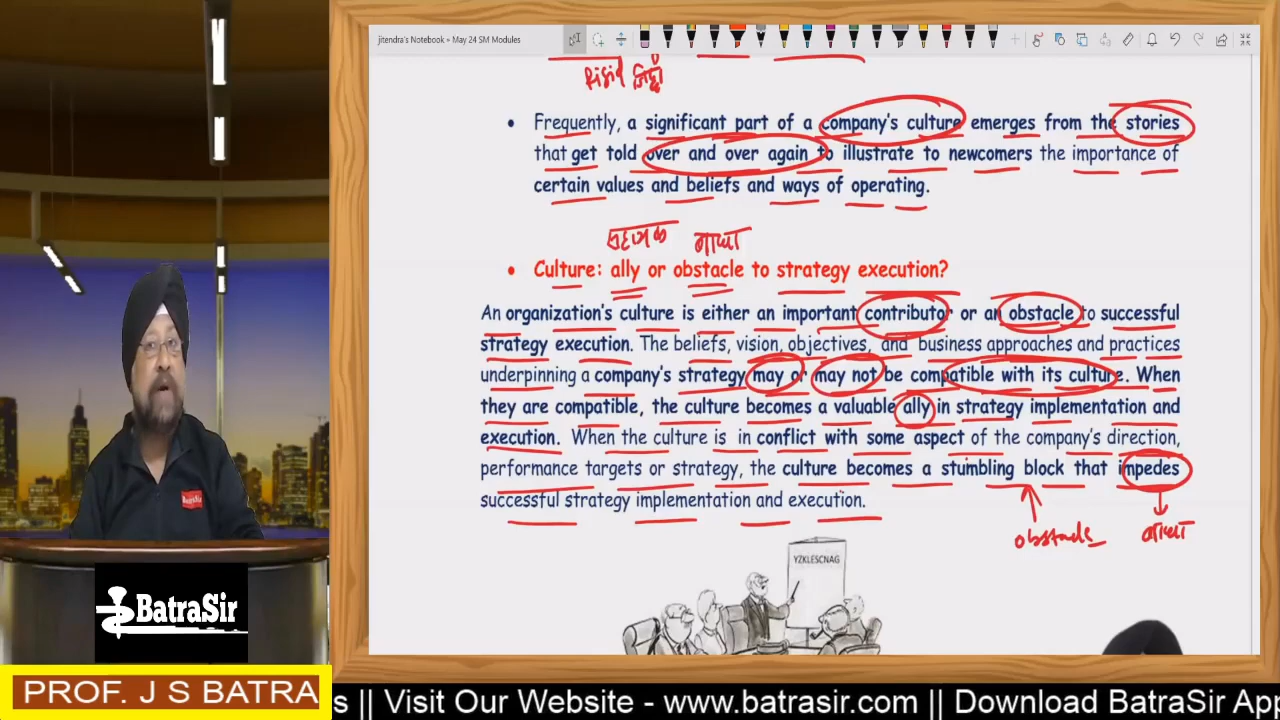 jitendra's Notebook » May 24 SM Modules
Rigid जिद्दी
• Frequently, a significant part of a company's culture emerges from the stories
that get told over and over again to illustrate to newcomers the importance of
certain values and beliefs and ways of operating.
बाधा
• Culture: ally or obstacle to strategy execution?
An organization's culture is either an important contributor or an obstacle to successful
strategy execution. The beliefs, vision, objectives, and business approaches and practices
underpinning a company's strategy may or may not be compatible with its culture. When
they are compatible, the culture becomes a valuable ally in strategy implementation and
execution. When the culture is in conflict with some aspect of the company's direction,
performance targets or strategy, the culture becomes a stumbling block that impedes
successful strategy implementation and execution.
obstacle बाधा
YZKLESCNAG
BatraSir
BatraSir
PROF. J S BATRA
s || Visit Our Website - www.batrasir.com || Download BatraSir App